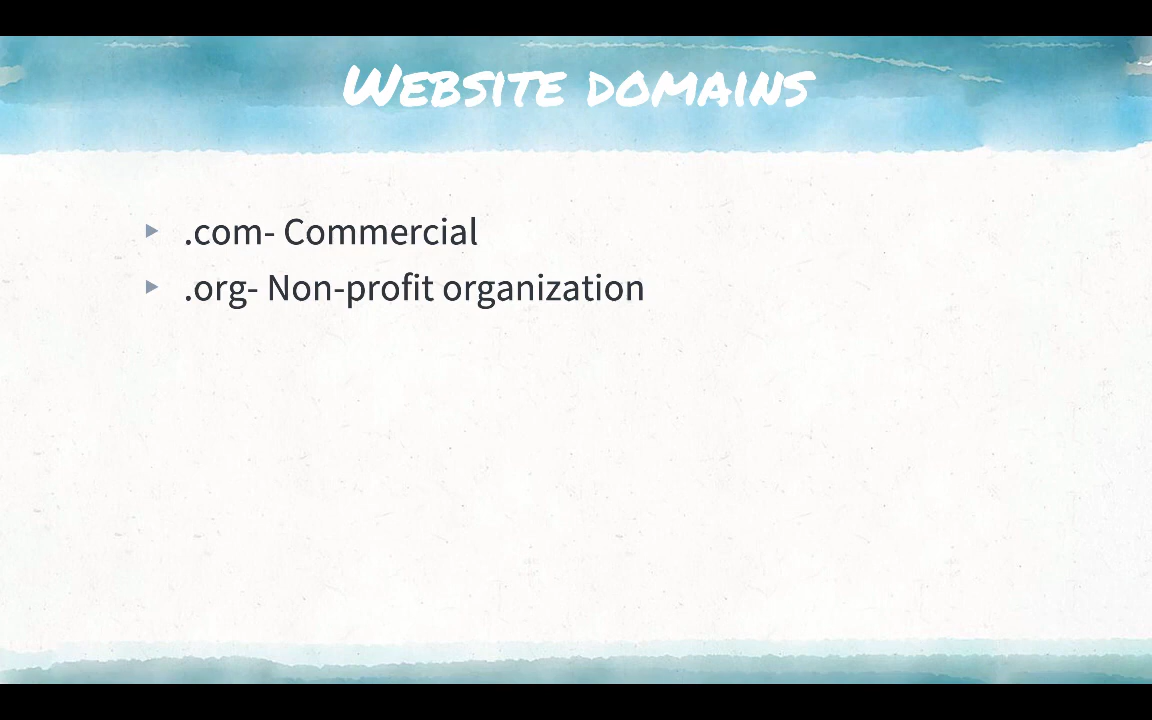 Website domains
.com- Commercial
.org- Non-profit organization